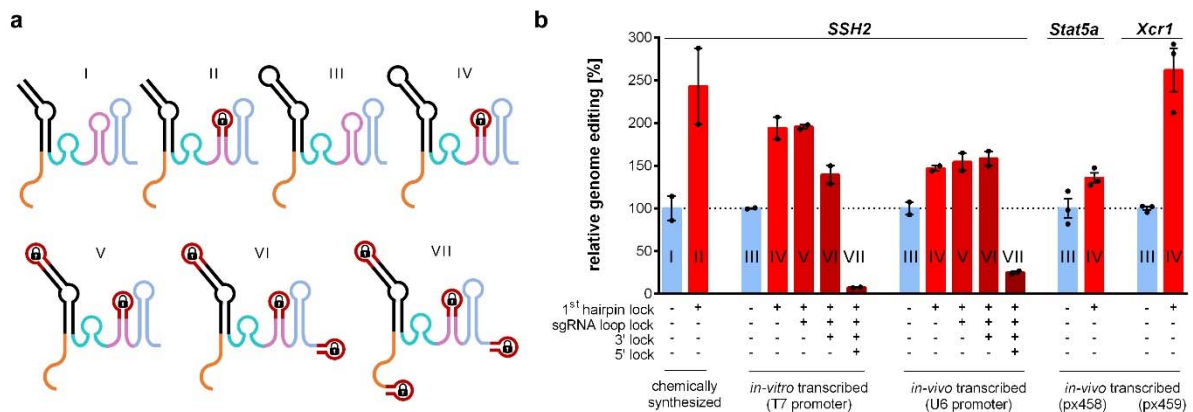 a
I II III IV
V VI VII
b
SSH2 Stat5a Xcr1
relative genome editing [%]
300
250
200
150
100
50
0
I II III IV V VI VII III IV V VI VII III IV III IV
1st hairpin lock - + - + + + + - + + + + - + - +
sgRNA loop lock - - - - + + + - - + + + - - - -
3' lock - - - - - + + - - - + + - - - -
5' lock - - - - - - + - - - - + - - - -
chemically synthesized
in-vitro transcribed (T7 promoter)
in-vivo transcribed (U6 promoter)
in-vivo transcribed
(px458) (px459)